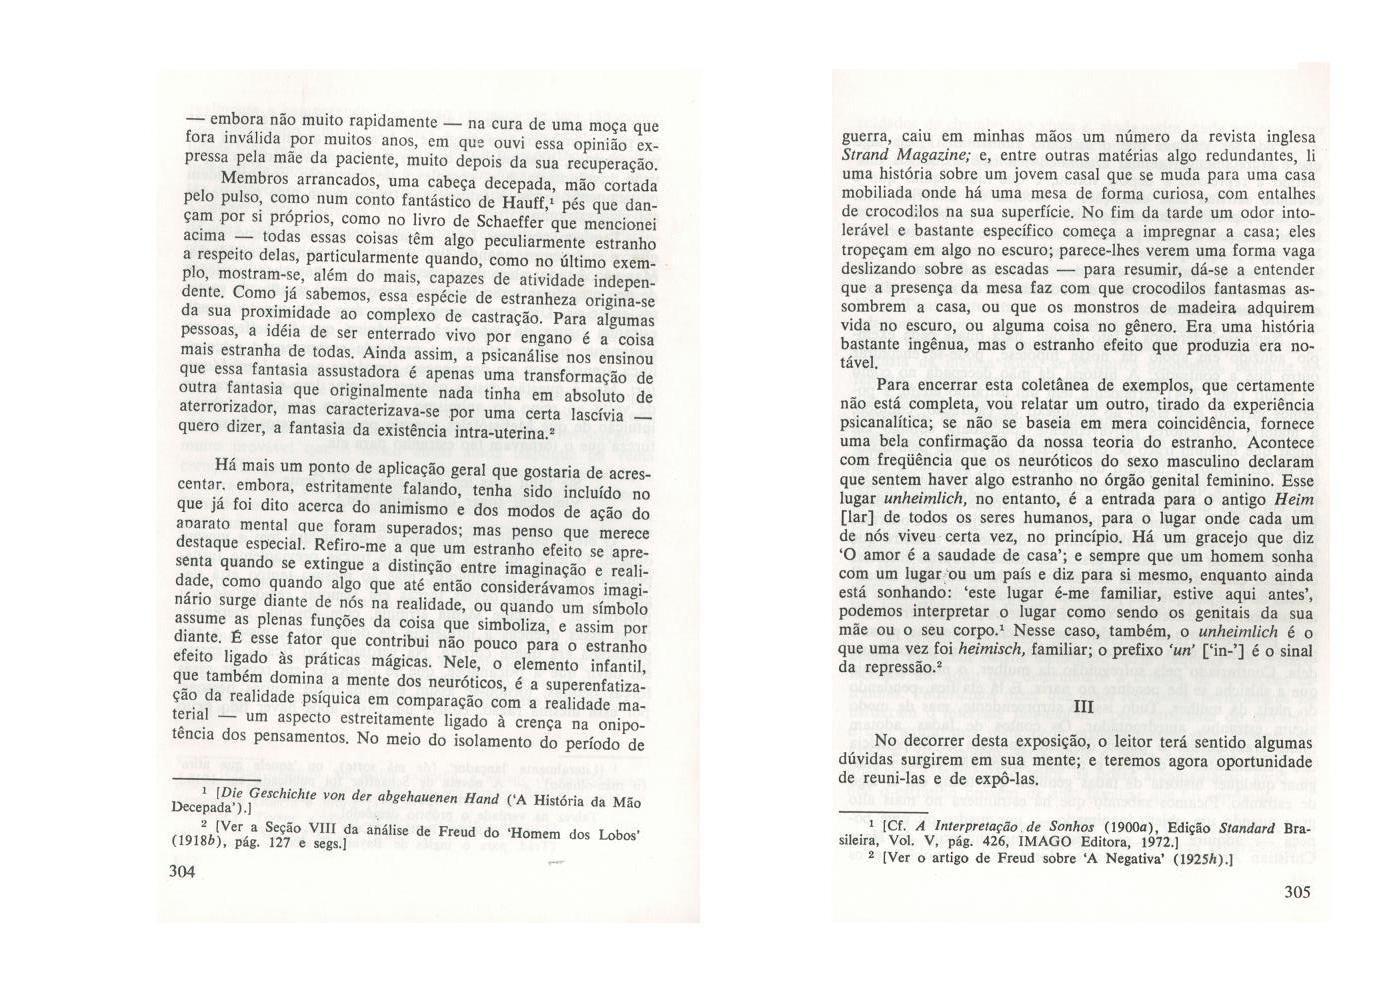 — embora não muito rapidamente — na cura de uma moça que
fora inválida por muitos anos, em que ouvi essa opinião ex-
pressa pela mãe da paciente, muito depois da sua recuperação.
Membros arrancados, uma cabeça decepada, mão cortada
pelo pulso, como num conto fantástico de Hauff,¹ pés que dan-
çam por si próprios, como no livro de Schaeffer que mencionei
acima — todas essas coisas têm algo peculiarmente estranho
a respeito delas, particularmente quando, como no último exem-
plo, mostram-se, além do mais, capazes de atividade indepen-
dente. Como já sabemos, essa espécie de estranheza origina-se
da sua proximidade ao complexo de castração. Para algumas
pessoas, a idéia de ser enterrado vivo por engano é a coisa
mais estranha de todas. Ainda assim, a psicanálise nos ensinou
que essa fantasia assustadora é apenas uma transformação de
outra fantasia que originalmente nada tinha em absoluto de
aterrorizador, mas caracterizava-se por uma certa lascívia —
quero dizer, a fantasia da existência intra-uterina.²
Há mais um ponto de aplicação geral que gostaria de acres-
centar. embora, estritamente falando, tenha sido incluído no
que já foi dito acerca do animismo e dos modos de ação do
aparato mental que foram superados; mas penso que merece
destaque especial. Refiro-me a que um estranho efeito se apre-
senta quando se extingue a distinção entre imaginação e reali-
dade, como quando algo que até então considerávamos imagi-
nário surge diante de nós na realidade, ou quando um símbolo
assume as plenas funções da coisa que simboliza, e assim por
diante. É esse fator que contribui não pouco para o estranho
efeito ligado às práticas mágicas. Nele, o elemento infantil,
que também domina a mente dos neuróticos, é a superenfatiza-
ção da realidade psíquica em comparação com a realidade ma-
terial — um aspecto estreitamente ligado à crença na onipo-
tência dos pensamentos. No meio do isolamento do período de
¹ [Die Geschichte von der abgehauenen Hand (‘A História da Mão
Decepada’).]
² [Ver a Seção VIII da análise de Freud do ‘Homem dos Lobos’
(1918b), pág. 127 e segs.]
304
guerra, caiu em minhas mãos um número da revista inglesa
Strand Magazine; e, entre outras matérias algo redundantes, li
uma história sobre um jovem casal que se muda para uma casa
mobiliada onde há uma mesa de forma curiosa, com entalhes
de crocodilos na sua superfície. No fim da tarde um odor into-
lerável e bastante específico começa a impregnar a casa; eles
tropeçam em algo no escuro; parece-lhes verem uma forma vaga
deslizando sobre as escadas — para resumir, dá-se a entender
que a presença da mesa faz com que crocodilos fantasmas as-
sombrem a casa, ou que os monstros de madeira adquirem
vida no escuro, ou alguma coisa no gênero. Era uma história
bastante ingênua, mas o estranho efeito que produzia era no-
tável.
Para encerrar esta coletânea de exemplos, que certamente
não está completa, vou relatar um outro, tirado da experiência
psicanalítica; se não se baseia em mera coincidência, fornece
uma bela confirmação da nossa teoria do estranho. Acontece
com freqüência que os neuróticos do sexo masculino declaram
que sentem haver algo estranho no órgão genital feminino. Esse
lugar unheimlich, no entanto, é a entrada para o antigo Heim
[lar] de todos os seres humanos, para o lugar onde cada um
de nós viveu certa vez, no princípio. Há um gracejo que diz
‘O amor é a saudade de casa’; e sempre que um homem sonha
com um lugar ou um país e diz para si mesmo, enquanto ainda
está sonhando: ‘este lugar é-me familiar, estive aqui antes’,
podemos interpretar o lugar como sendo os genitais da sua
mãe ou o seu corpo.¹ Nesse caso, também, o unheimlich é o
que uma vez foi heimisch, familiar; o prefixo ‘un’ [‘in-’] é o sinal
da repressão.²
III
No decorrer desta exposição, o leitor terá sentido algumas
dúvidas surgirem em sua mente; e teremos agora oportunidade
de reuni-las e de expô-las.
¹ [Cf. A Interpretação de Sonhos (1900a), Edição Standard Bra-
sileira, Vol. V, pág. 426, IMAGO Editora, 1972.]
² [Ver o artigo de Freud sobre ‘A Negativa’ (1925h).]
305